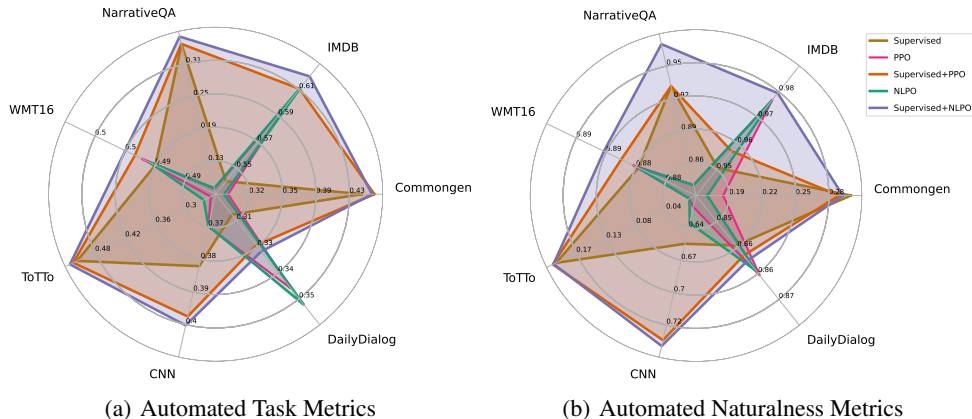 NarrativeQA
IMDB
WMT16
Commongen
ToTTo
DailyDialog
CNN
0.31
0.25
0.19
0.13
0.61
0.59
0.57
0.55
0.5
0.5
0.49
0.49
0.31
0.35
0.39
0.43
0.3
0.36
0.42
0.48
0.37
0.38
0.39
0.4
0.31
0.33
0.34
0.35
(a) Automated Task Metrics
NarrativeQA
IMDB
WMT16
Commongen
ToTTo
DailyDialog
CNN
0.95
0.92
0.89
0.86
0.98
0.97
0.96
0.95
0.89
0.89
0.88
0.19
0.22
0.25
0.28
0.04
0.08
0.13
0.17
0.64
0.67
0.7
0.72
0.85
0.86
0.86
0.87
Supervised
PPO
Supervised+PPO
NLPO
Supervised+NLPO
(b) Automated Naturalness Metrics